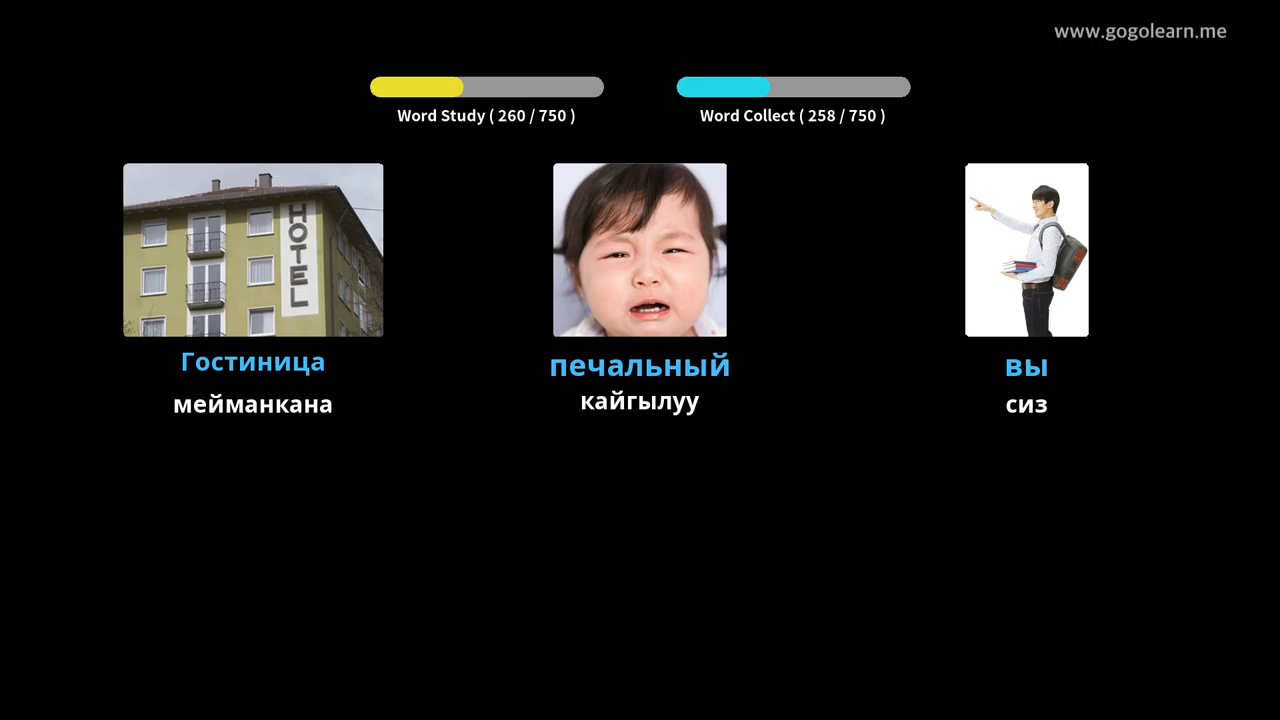 www.gogolearn.me
Word Study ( 260 / 750 )
Word Collect ( 258 / 750 )
HOTEL
Гостиница
мейманкана
печальный
кайгылуу
вы
сиз